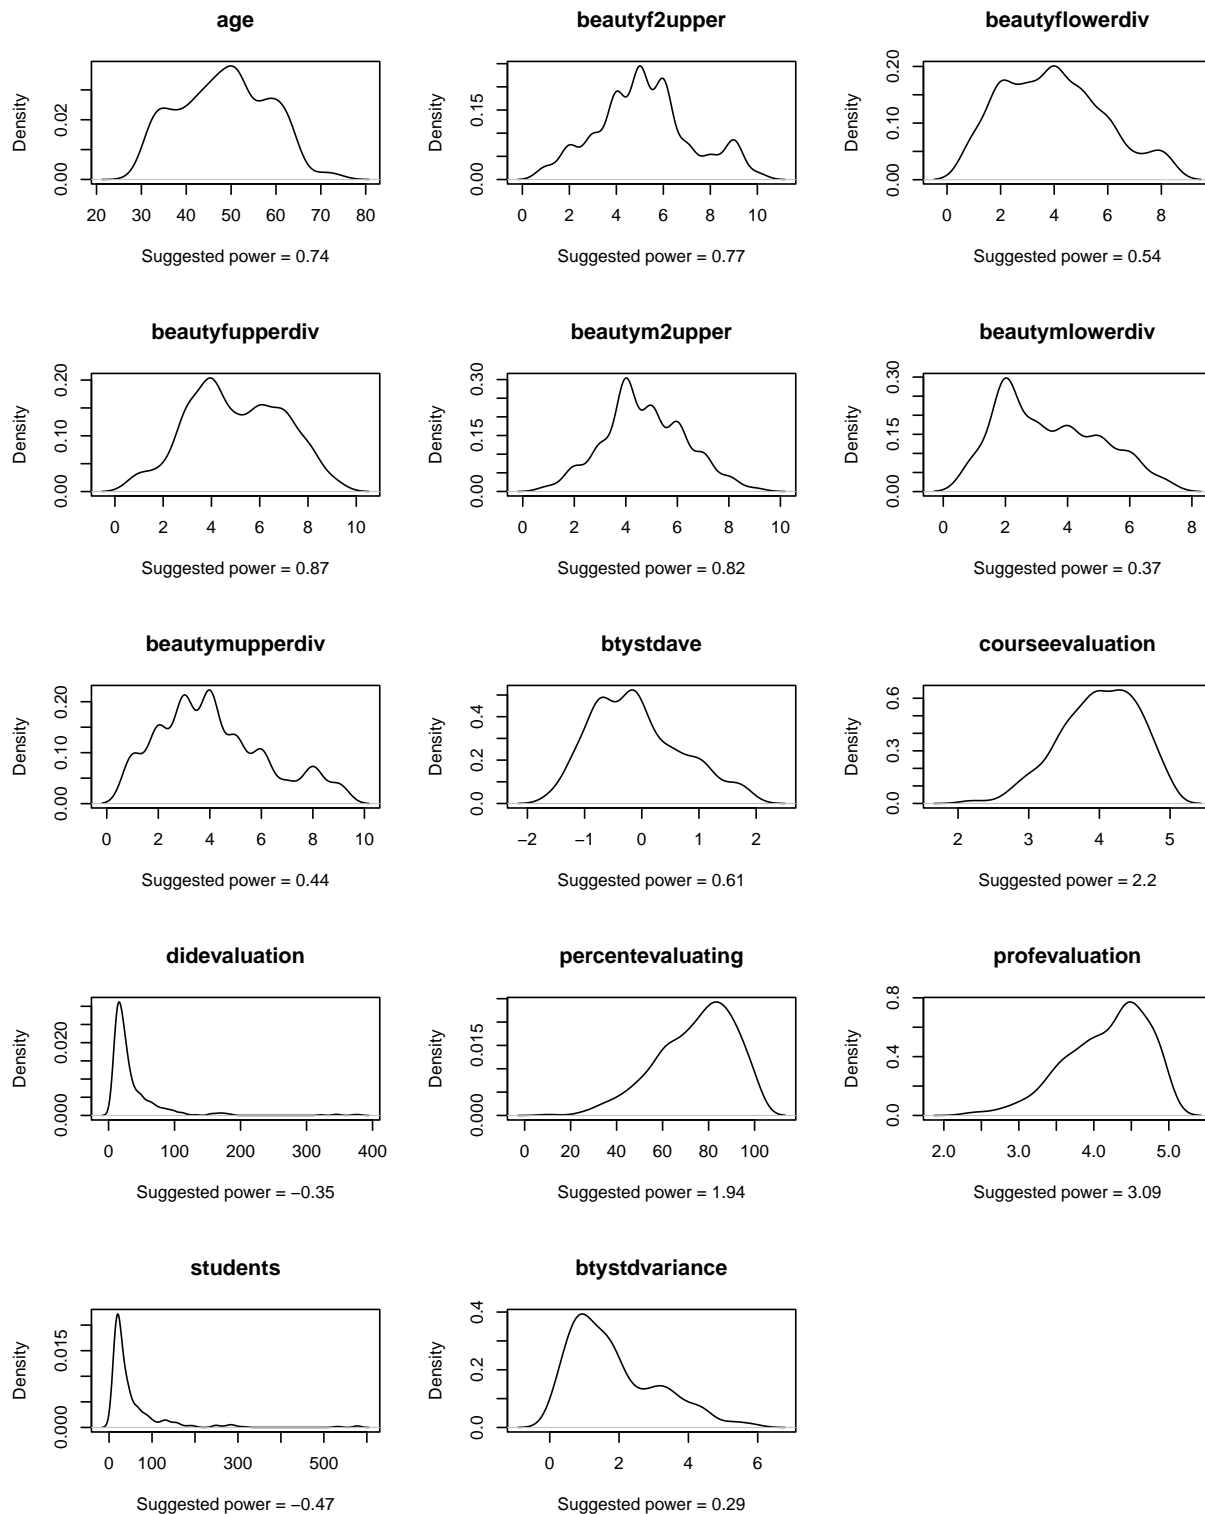 age
Density
0.00 0.02
20 30 40 50 60 70 80
Suggested power = 0.74
beautyf2upper
Density
0.00 0.15
0 2 4 6 8 10
Suggested power = 0.77
beautyflowerdiv
Density
0.00 0.10 0.20
0 2 4 6 8
Suggested power = 0.54
beautyfupperdiv
Density
0.00 0.10 0.20
0 2 4 6 8 10
Suggested power = 0.87
beautym2upper
Density
0.00 0.15 0.30
0 2 4 6 8 10
Suggested power = 0.82
beautymlowerdiv
Density
0.00 0.15 0.30
0 2 4 6 8
Suggested power = 0.37
beautymupperdiv
Density
0.00 0.10 0.20
0 2 4 6 8 10
Suggested power = 0.44
btystdave
Density
0.0 0.2 0.4
−2 −1 0 1 2
Suggested power = 0.61
courseevaluation
Density
0.0 0.3 0.6
2 3 4 5
Suggested power = 2.2
didevaluation
Density
0.000 0.020
0 100 200 300 400
Suggested power = −0.35
percentevaluating
Density
0.000 0.015
0 20 40 60 80 100
Suggested power = 1.94
profevaluation
Density
0.0 0.4 0.8
2.0 3.0 4.0 5.0
Suggested power = 3.09
students
Density
0.000 0.015
0 100 300 500
Suggested power = −0.47
btystdvariance
Density
0.0 0.2 0.4
0 2 4 6
Suggested power = 0.29